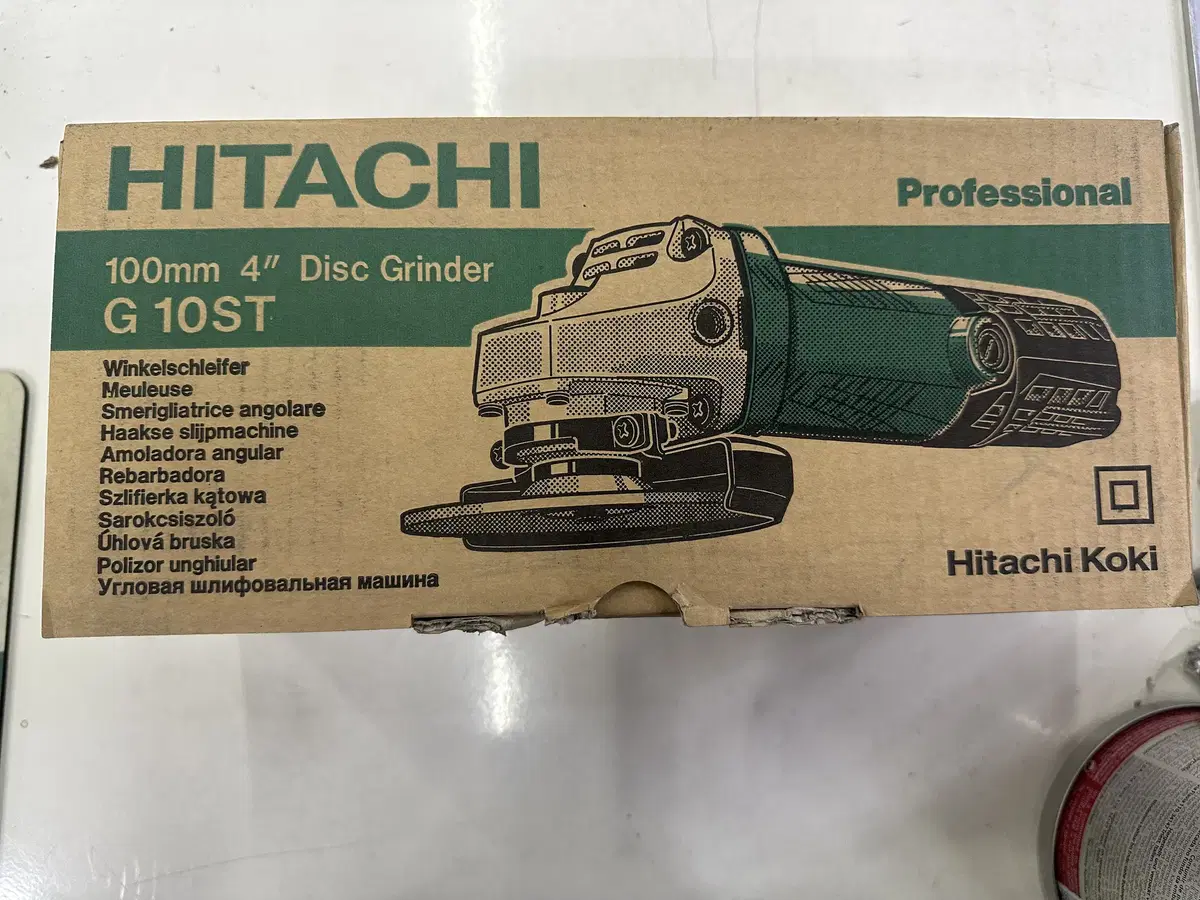 HITACHI
Professional
100mm 4″ Disc Grinder
G 10ST
Winkelschleifer
Meuleuse
Smerigliatrice angolare
Haakse slijpmachine
Amoladora angular
Rebarbadora
Szlifierka kątowa
Sarokcsiszoló
Úhlová bruska
Polizor unghiular
Угловая шлифовальная машина
Hitachi Koki